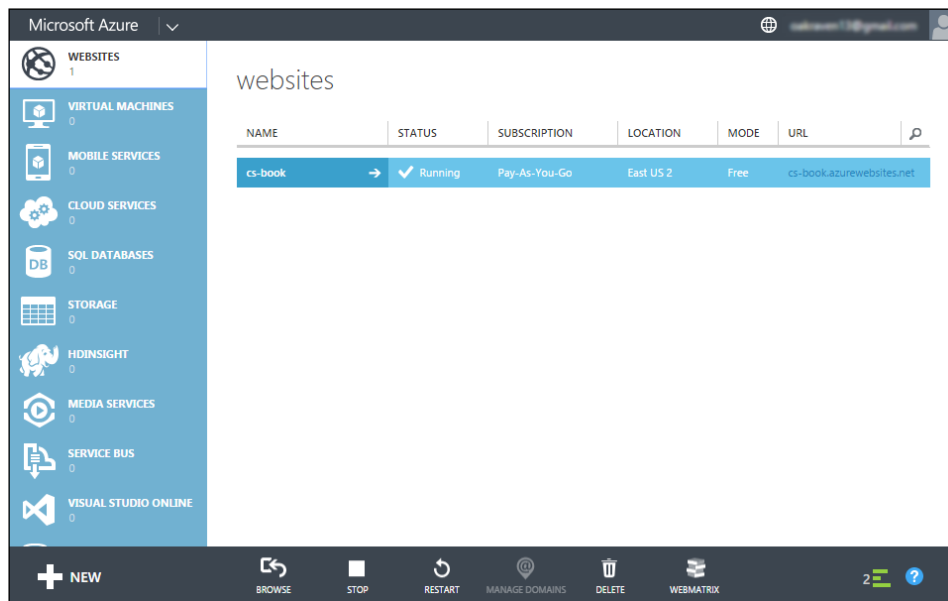 Microsoft Azure
WEBSITES
1
VIRTUAL MACHINES
0
MOBILE SERVICES
0
CLOUD SERVICES
0
DB
SQL DATABASES
0
STORAGE
0
HDINSIGHT
0
MEDIA SERVICES
0
SERVICE BUS
0
VISUAL STUDIO ONLINE
0
websites
NAME STATUS SUBSCRIPTION LOCATION MODE URL
cs-book Running Pay-As-You-Go East US 2 Free cs-book.azurewebsites.net
NEW
BROWSE STOP RESTART MANAGE DOMAINS DELETE WEBMATRIX
2 ?